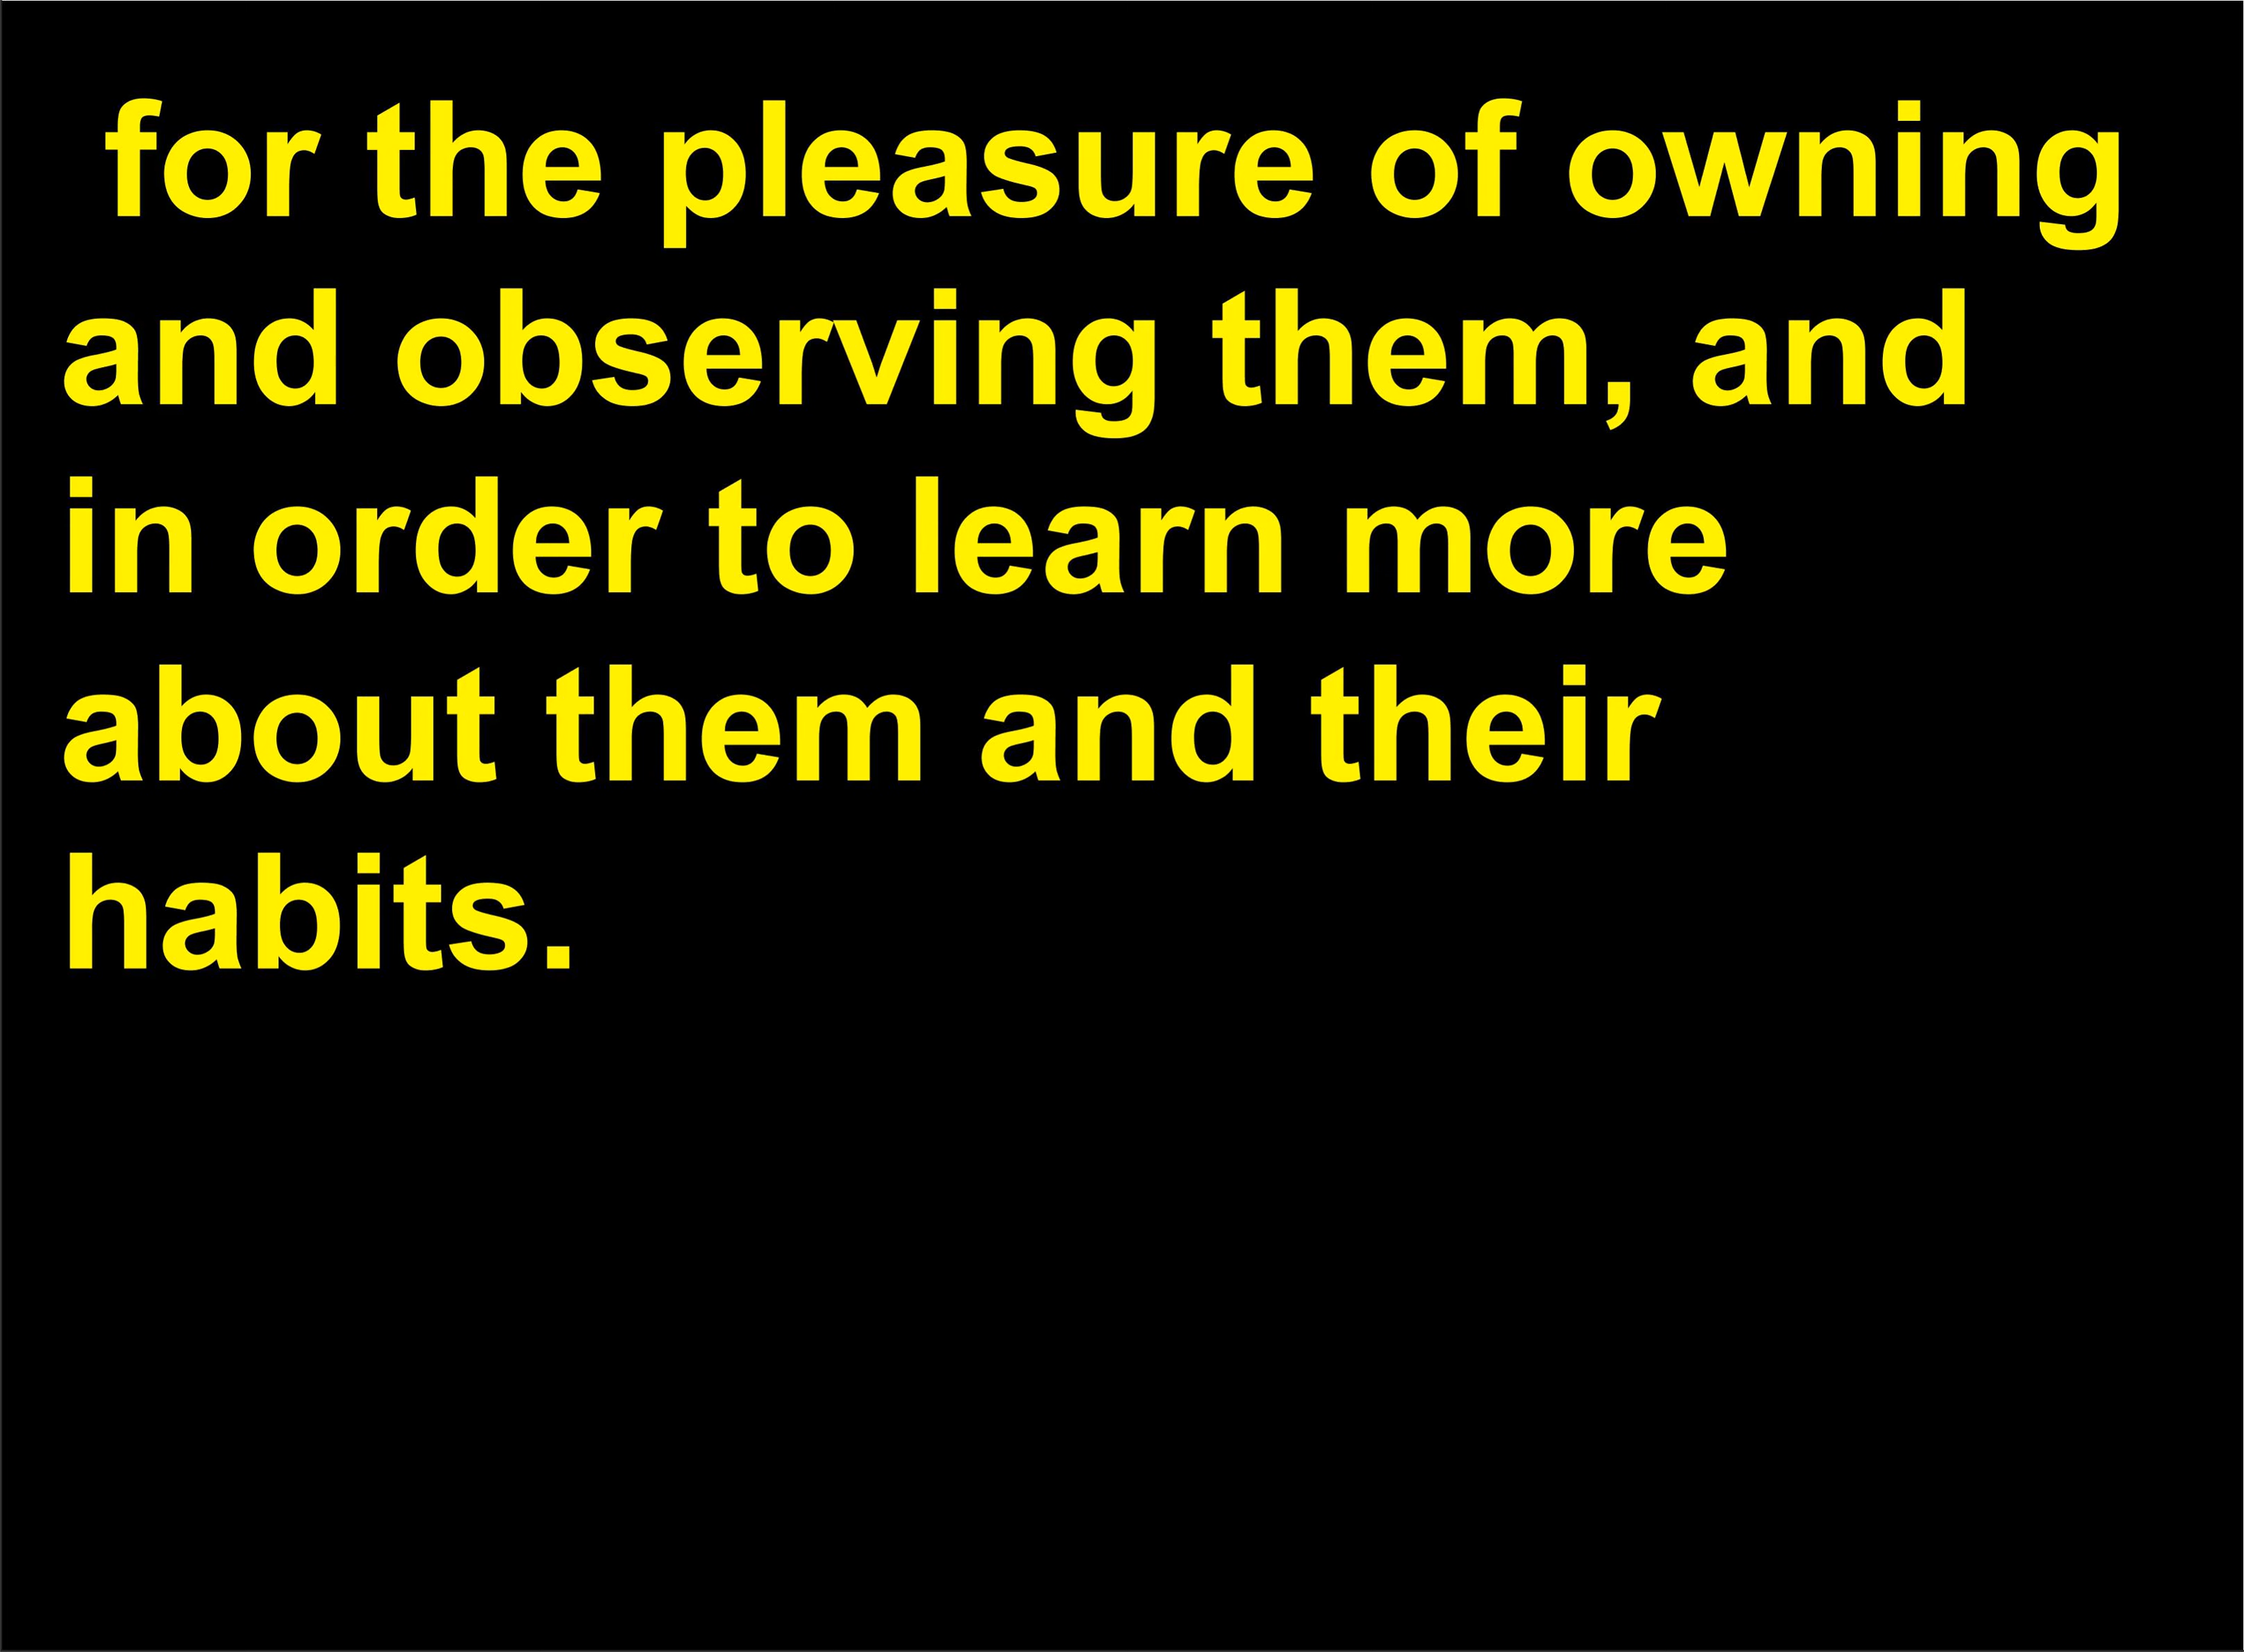 for the pleasure of owning
and observing them, and
in order to learn more
about them and their
habits.